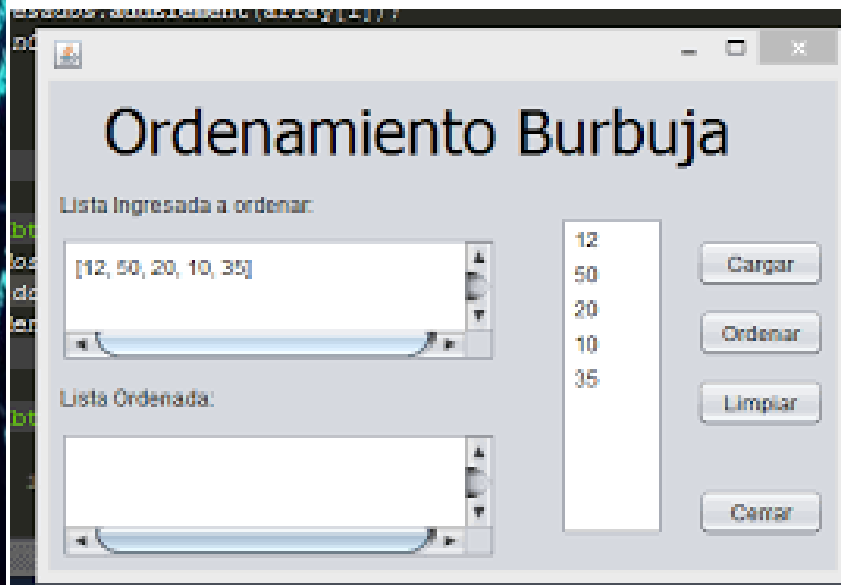 Ordenamiento Burbuja
Lista Ingresada a ordenar:
[12, 50, 20, 10, 35]
12
50
20
10
35
Cargar
Ordenar
Limpiar
Lista Ordenada:
Cerrar